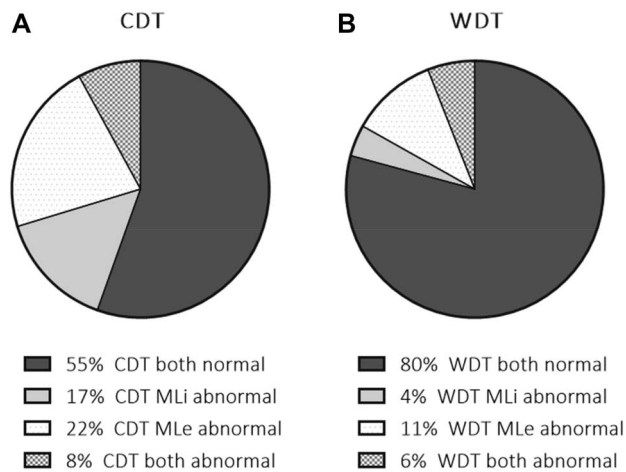 A CDT
55% CDT both normal
17% CDT MLi abnormal
22% CDT MLe abnormal
8% CDT both abnormal
B WDT
80% WDT both normal
4% WDT MLi abnormal
11% WDT MLe abnormal
6% WDT both abnormal